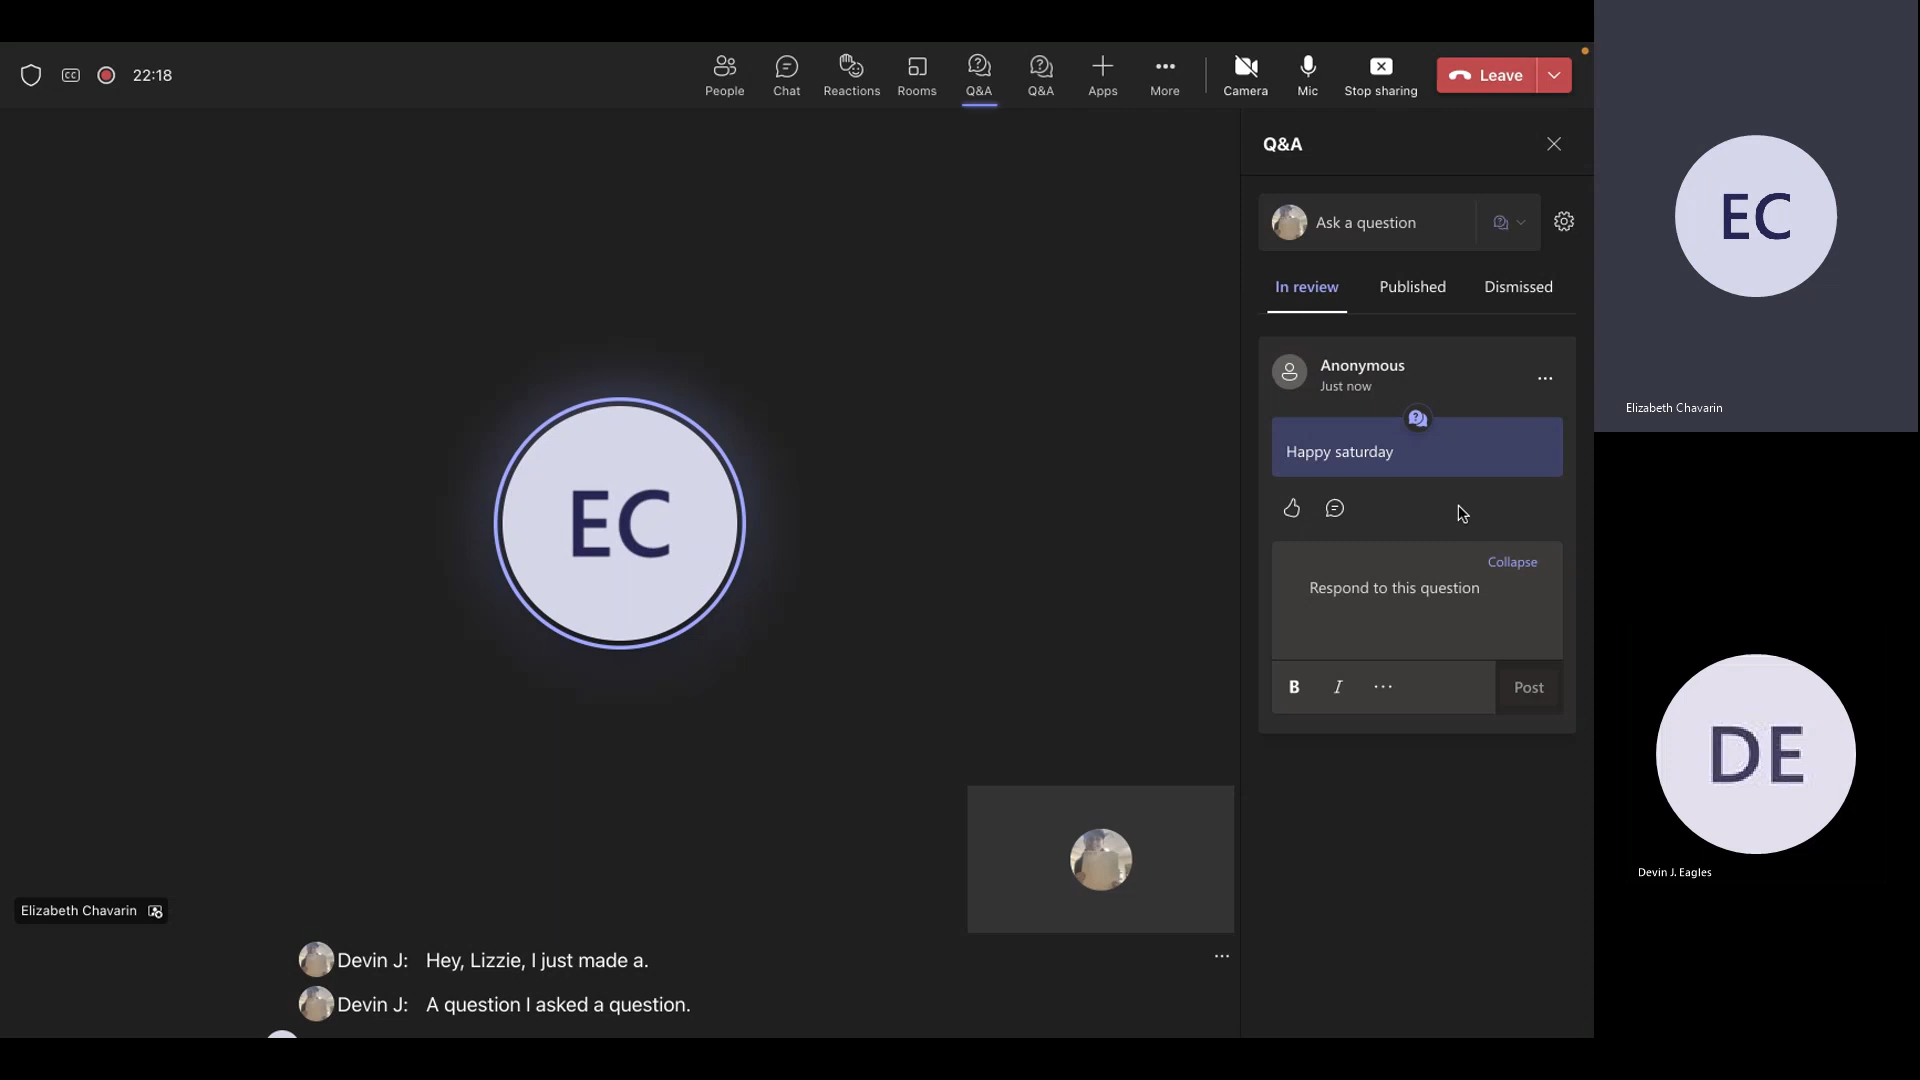 CC
22:18
People
Chat
Reactions
Rooms
Q&A
Q&A
Apps
More
Camera
Mic
Stop sharing
Leave
Q&A
Ask a question
In review
Published
Dismissed
Anonymous
Just now
Happy saturday
Collapse
Respond to this question
B
I
Post
EC
Elizabeth Chavarin
Devin J: Hey, Lizzie, I just made a.
Devin J: A question I asked a question.
EC
Elizabeth Chavarin
DE
Devin J. Eagles